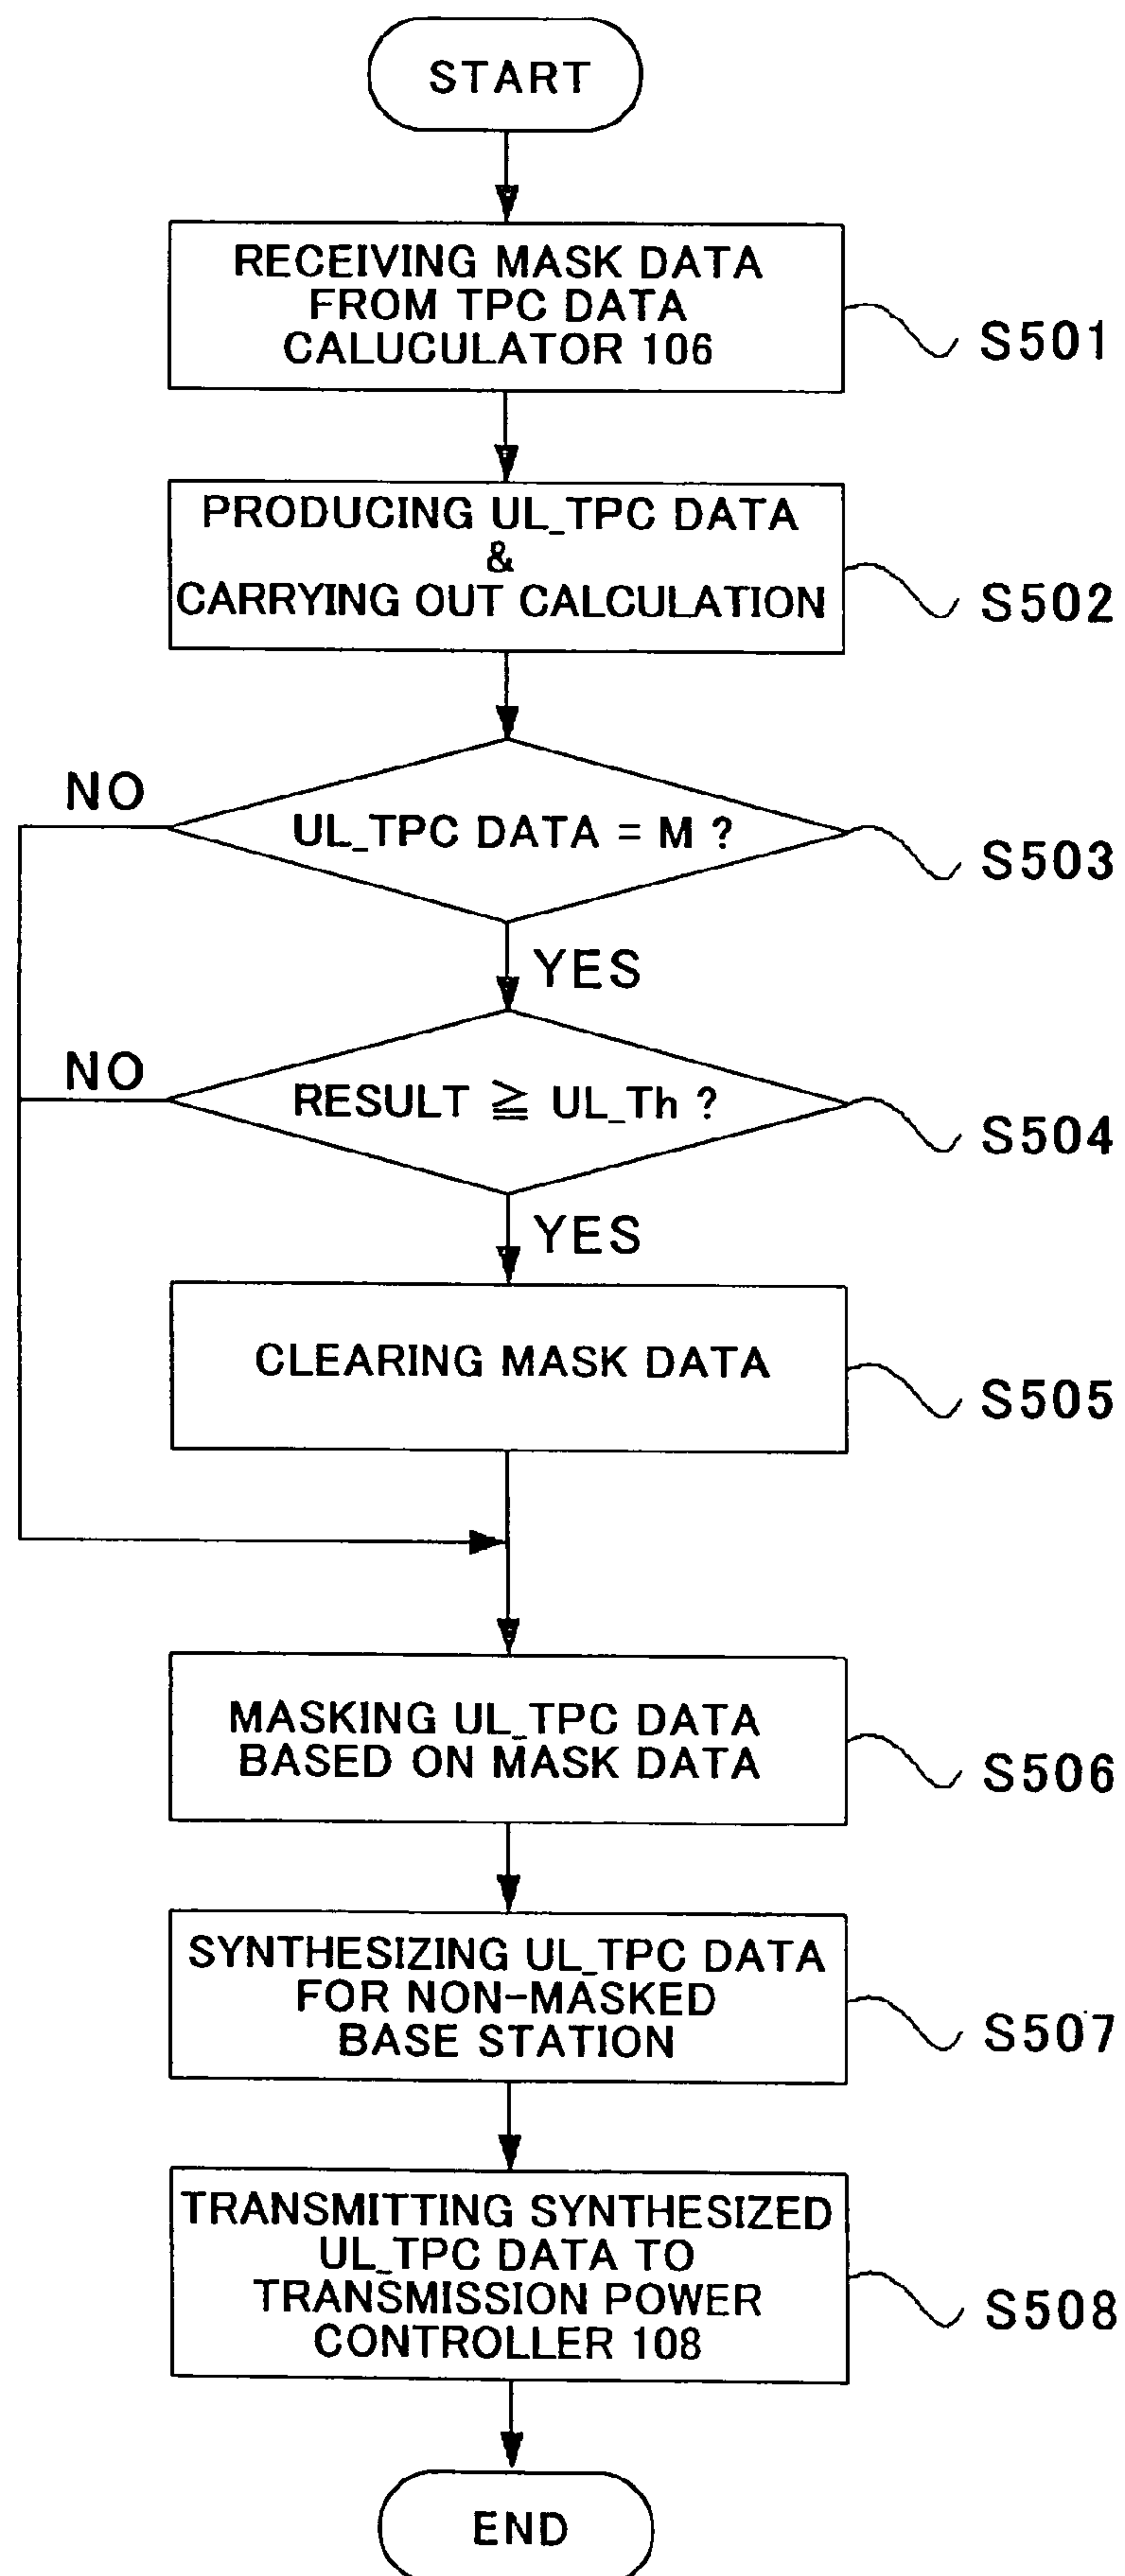 START
RECEIVING MASK DATA
FROM TPC DATA
CALUCULATOR 106
S501
PRODUCING UL_TPC DATA
&
CARRYING OUT CALCULATION
S502
NO
UL_TPC DATA = M ?
S503
YES
NO
RESULT ≧ UL_Th ?
S504
YES
CLEARING MASK DATA
S505
MASKING UL_TPC DATA
BASED ON MASK DATA
S506
SYNTHESIZING UL_TPC DATA
FOR NON-MASKED
BASE STATION
S507
TRANSMITTING SYNTHESIZED
UL_TPC DATA TO
TRANSMISSION POWER
CONTROLLER 108
S508
END